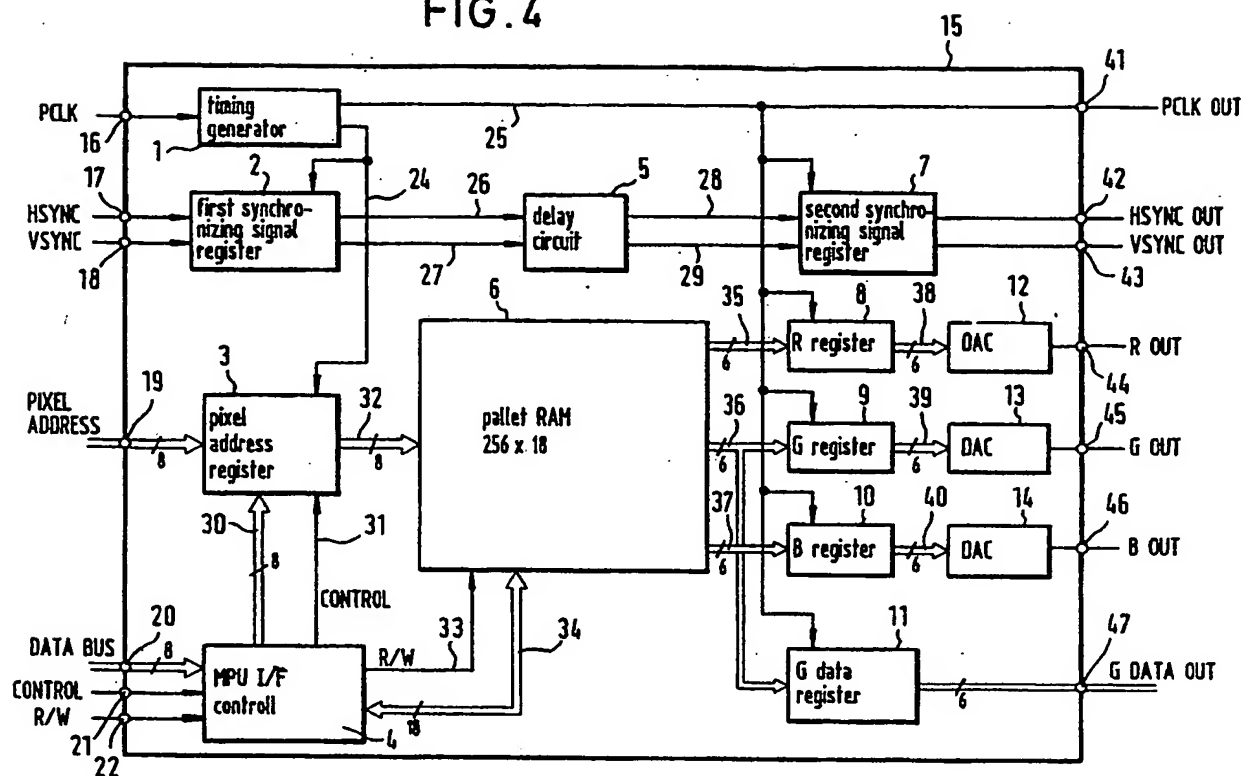 FIG.4
15
41
PCLK
16
timing
generator
1
25
PCLK OUT
17
HSYNC
VSYNC
18
2
first synchro-
nizing signal
register
24
26
27
5
delay
circuit
28
29
7
second synchro-
nizing signal
register
42
HSYNC OUT
VSYNC OUT
43
6
pallet RAM
256 x 18
35
6
8
R register
38
6
12
DAC
R OUT
44
PIXEL
ADDRESS
19
8
3
pixel
address
register
32
8
36
6
9
G register
39
6
13
DAC
45
G OUT
37
6
10
B register
40
6
14
DAC
46
B OUT
30
8
31
CONTROL
DATA BUS
20
8
CONTROL
R/W
21
22
MPU I/F
controll
4
R/W
33
34
18
11
G data
register
6
47
G DATA OUT